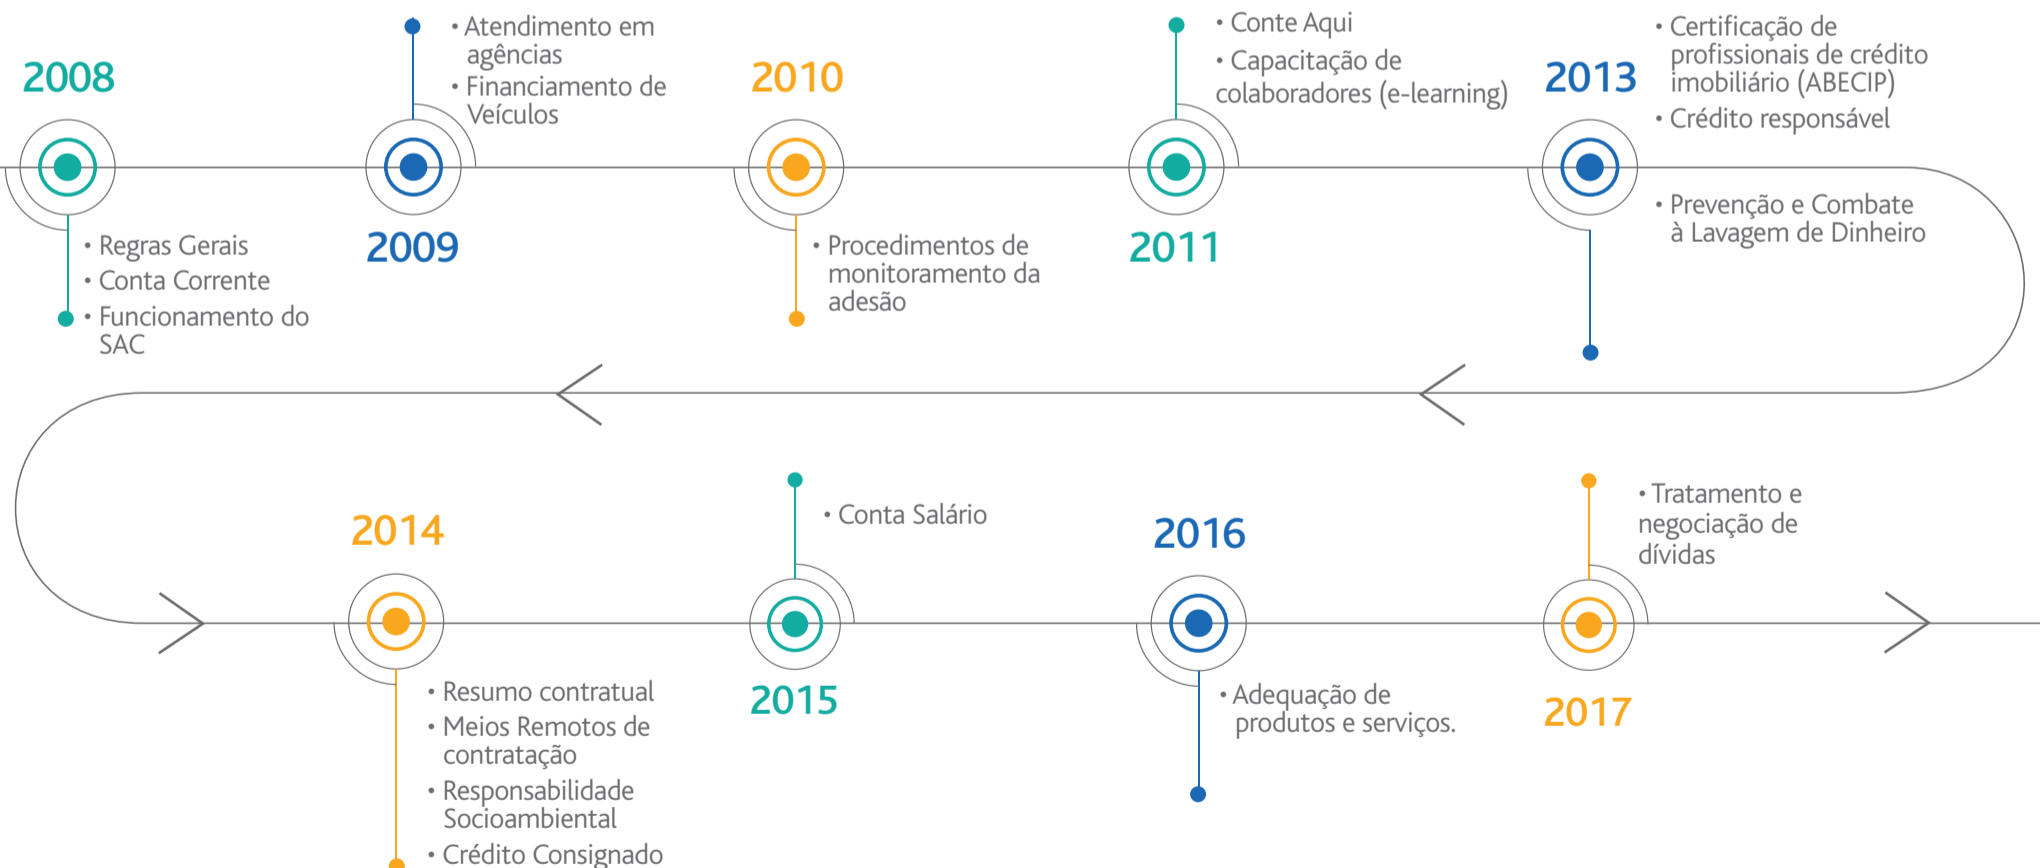 2008
• Regras Gerais
• Conta Corrente
• Funcionamento do
SAC
• Atendimento em
agências
• Financiamento de
Veículos
2009
2010
• Procedimentos de
monitoramento da
adesão
• Conte Aqui
• Capacitação de
colaboradores (e-learning)
2011
2013
• Certificação de
profissionais de crédito
imobiliário (ABECIP)
• Crédito responsável
• Prevenção e Combate
à Lavagem de Dinheiro
2014
• Resumo contratual
• Meios Remotos de
contratação
• Responsabilidade
Socioambiental
• Crédito Consignado
• Conta Salário
2015
2016
• Adequação de
produtos e serviços.
• Tratamento e
negociação de
dívidas
2017